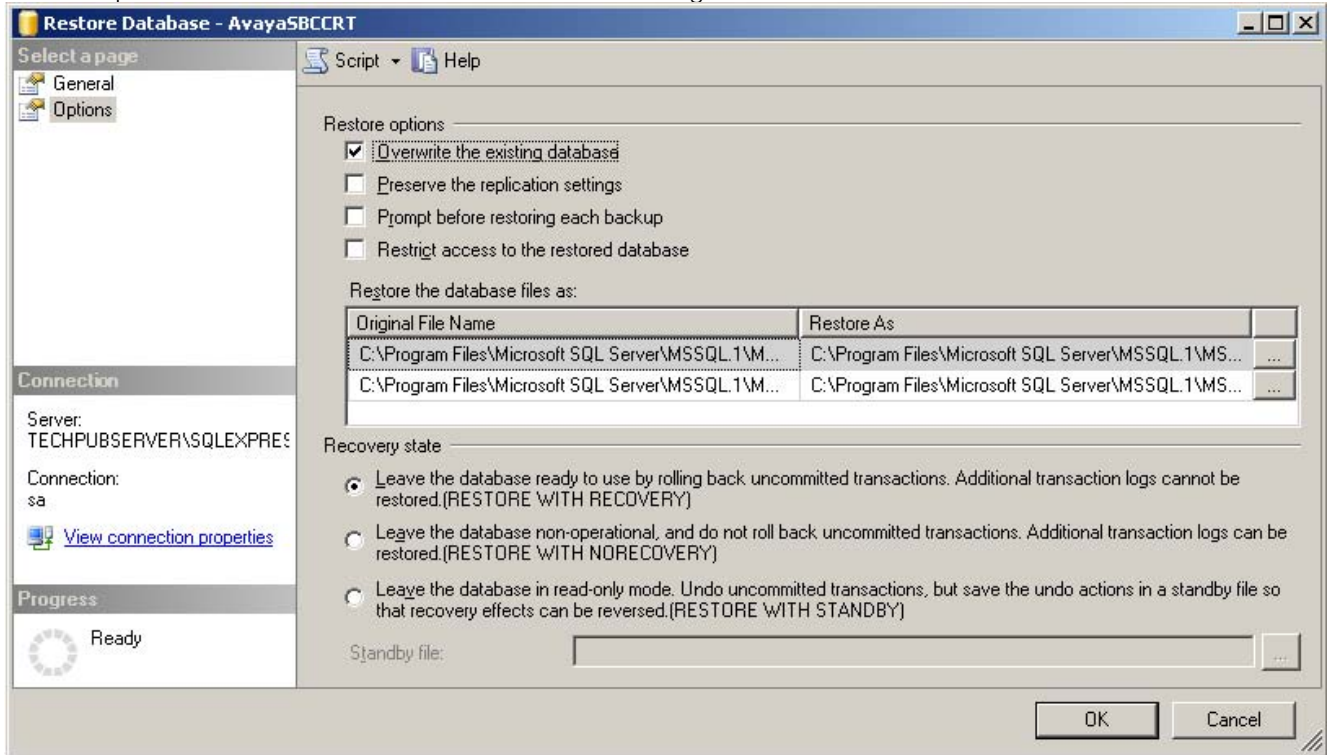 Restore Database - AvayaSBCCRT
Select a page
General
Options
Script
Help
Restore options
Overwrite the existing database
Preserve the replication settings
Prompt before restoring each backup
Restrict access to the restored database
Restore the database files as:
Original File Name
Restore As
C:\Program Files\Microsoft SQL Server\MSSQL.1\M...
C:\Program Files\Microsoft SQL Server\MSSQL.1\MS...
...
C:\Program Files\Microsoft SQL Server\MSSQL.1\M...
C:\Program Files\Microsoft SQL Server\MSSQL.1\MS...
...
Connection
Server:
TECHPUBSERVER\SQLEXPRES
Connection:
sa
View connection properties
Recovery state
Leave the database ready to use by rolling back uncommitted transactions. Additional transaction logs cannot be
restored.(RESTORE WITH RECOVERY)
Leave the database non-operational, and do not roll back uncommitted transactions. Additional transaction logs can be
restored.(RESTORE WITH NORECOVERY)
Leave the database in read-only mode. Undo uncommitted transactions, but save the undo actions in a standby file so
that recovery effects can be reversed.(RESTORE WITH STANDBY)
Standby file:
...
Progress
Ready
OK
Cancel